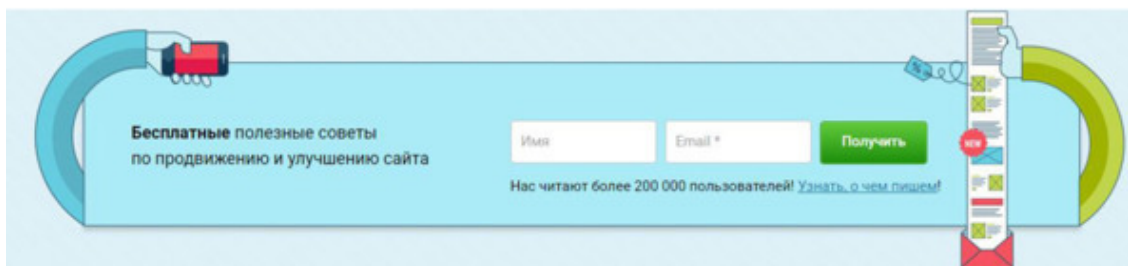 Бесплатные полезные советы
по продвижению и улучшению сайта
Имя
Email *
Получить
Нас читают более 200 000 пользователей! Узнать, о чем пишем!
%
NEW